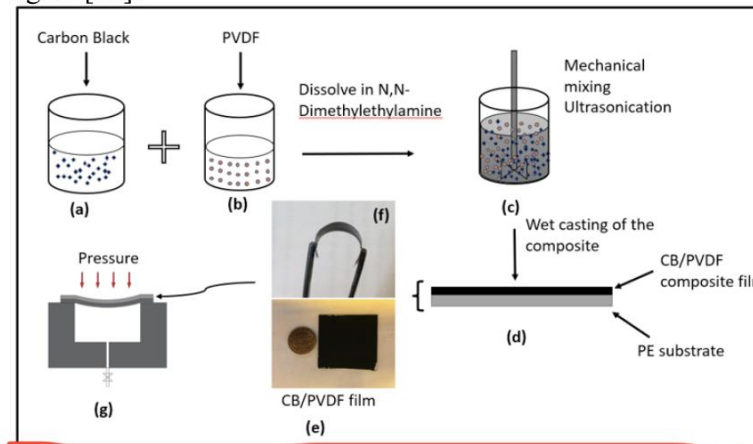 Carbon Black
PVDF
Dissolve in N,N-
Dimethylethylamine
Mechanical
mixing
Ultrasonication
(a)
(b)
(c)
(f)
Wet casting of the
composite
Pressure
CB/PVDF
composite film
(d)
PE substrate
CB/PVDF film
(g)
(e)